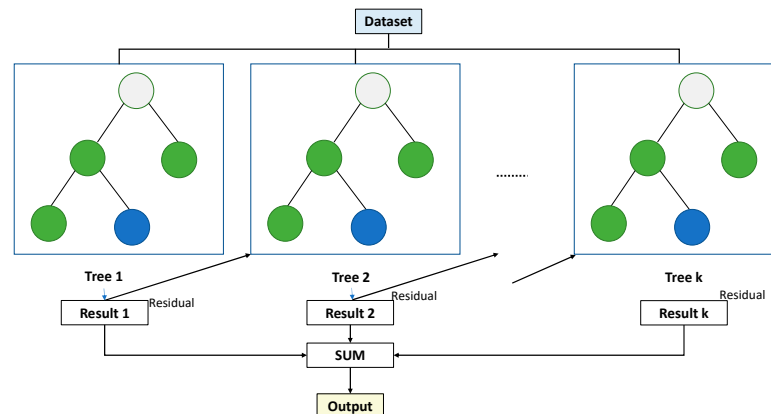 Dataset
.........
Tree 1
Tree 2
Tree k
Residual
Residual
Residual
Result 1
Result 2
Result k
SUM
Output